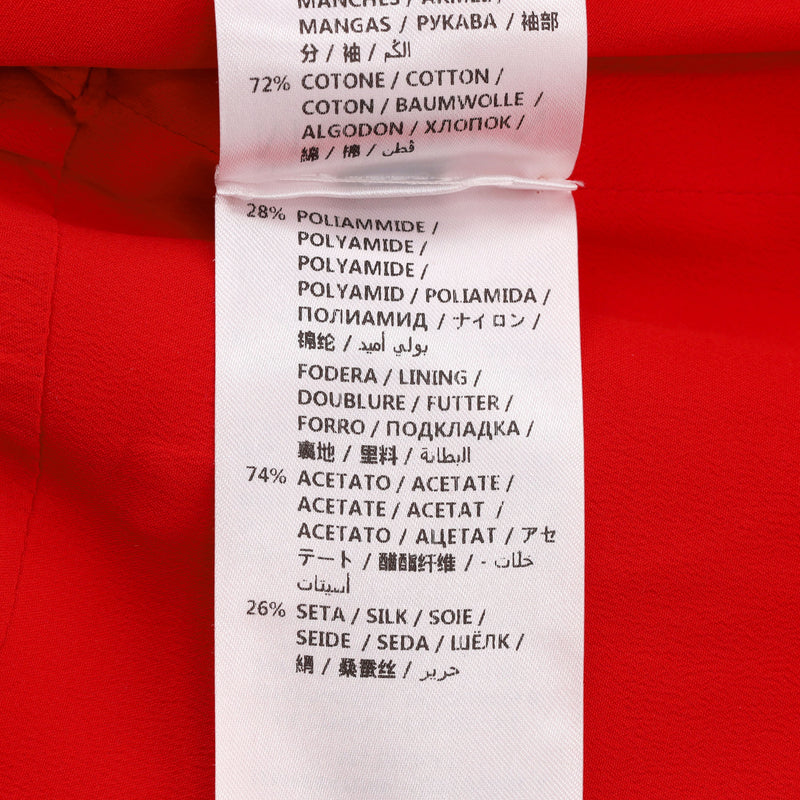 MANCHES / ÄRMEL /
MANGAS / РУКАВА / 袖部
分 / 袖 / الكُم
72% COTONE / COTTON /
COTON / BAUMWOLLE /
ALGODON / ХЛОПОК /
綿 / 棉 / قطن
28% POLIAMMIDE /
POLYAMIDE /
POLYAMIDE /
POLYAMID / POLIAMIDA /
ПОЛИАМИД / ナイロン /
锦纶 / بولي أميد
FODERA / LINING /
DOUBLURE / FUTTER /
FORRO / ПОДКЛАДКА /
裏地 / 里料 / البطانة
74% ACETATO / ACETATE /
ACETATE / ACETAT /
ACETATO / АЦЕТАТ / アセ
テート / 醋酯纤维 / خلات -
أسيتات
26% SETA / SILK / SOIE /
SEIDE / SEDA / ШЁЛК /
絹 / 桑蚕丝 / حرير